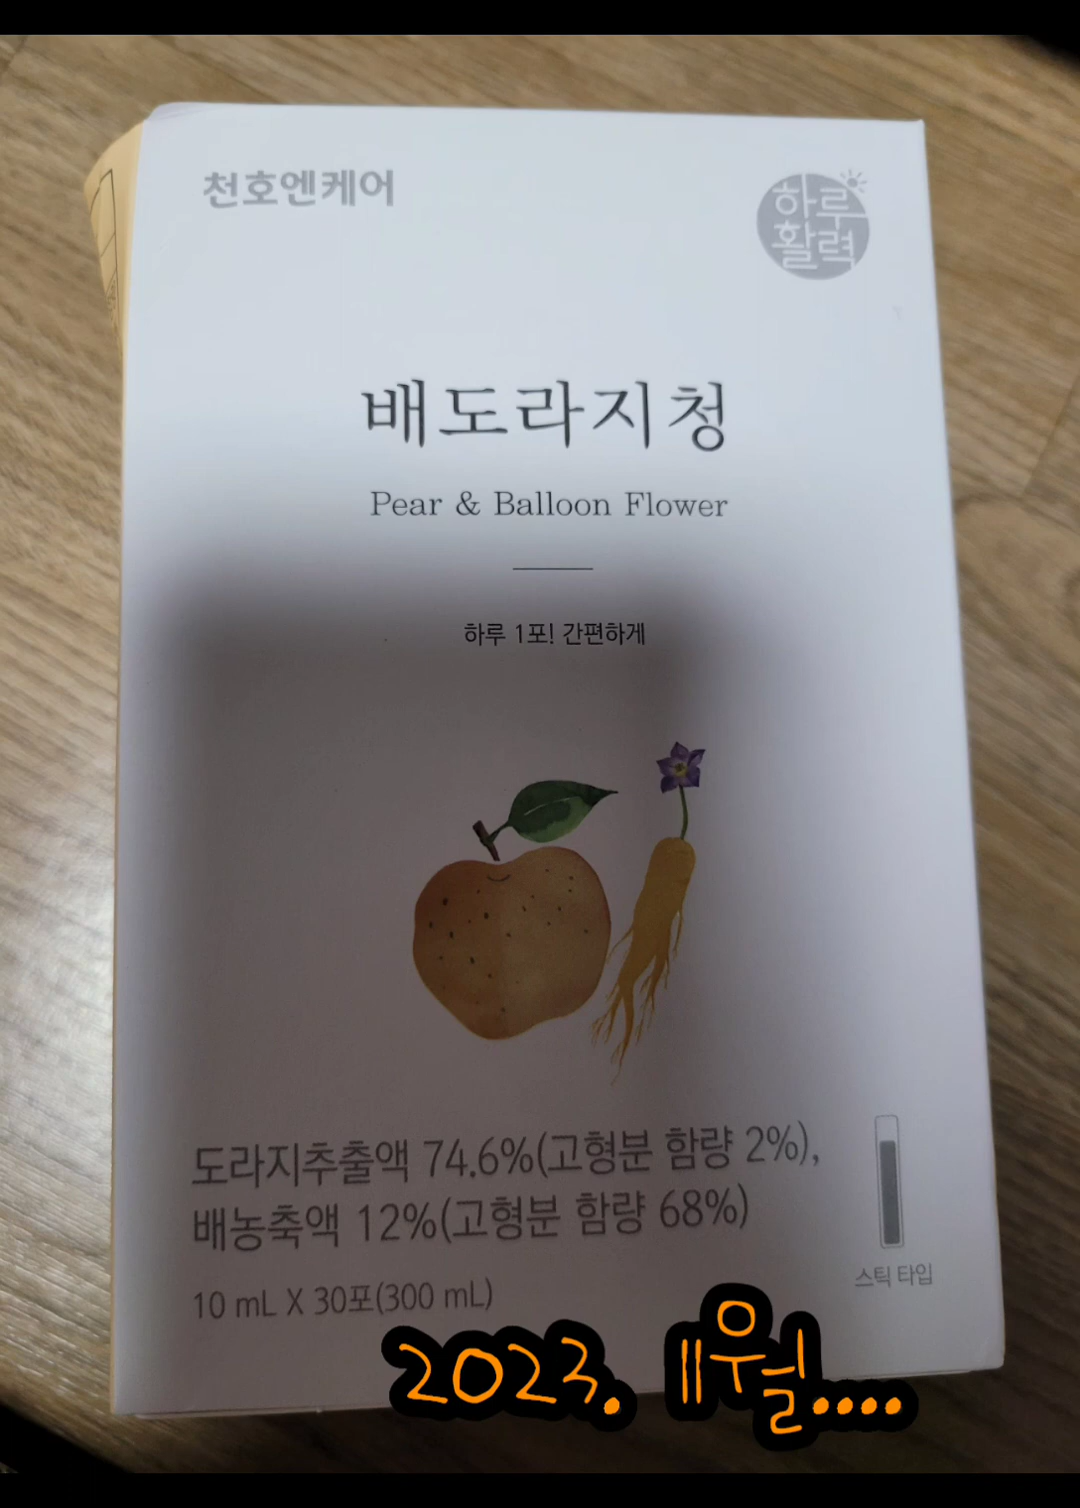 천호엔케어
하루
활력
배도라지청
Pear & Balloon Flower
하루 1포! 간편하게
도라지추출액 74.6%(고형분 함량 2%),
배농축액 12%(고형분 함량 68%)
10 mL X 30포(300 mL)
스틱 타입
2023. 11월....